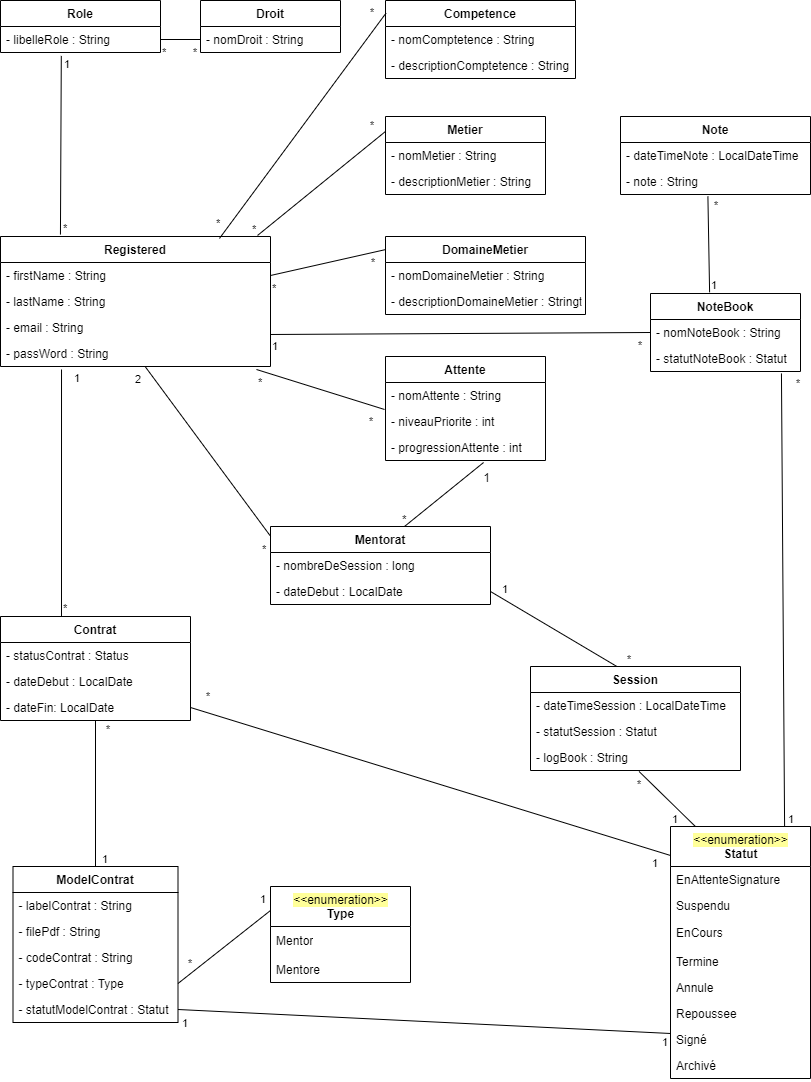 Role
- libelleRole : String
1
*
*
Droit
- nomDroit : String
*
Competence
- nomComptetence : String
- descriptionComptetence : String
*
*
Metier
- nomMetier : String
- descriptionMetier : String
*
*
Note
- dateTimeNote : LocalDateTime
- note : String
*
1
Registered
- firstName : String
- lastName : String
- email : String
- passWord : String
*
DomaineMetier
- nomDomaineMetier : String
- descriptionDomaineMetier : Stringt
*
*
NoteBook
- nomNoteBook : String
- statutNoteBook : Statut
1
*
*
1
2
*
Attente
- nomAttente : String
- niveauPriorite : int
- progressionAttente : int
*
1
*
*
Mentorat
- nombreDeSession : long
- dateDebut : LocalDate
1
*
*
Contrat
- statusContrat : Status
- dateDebut : LocalDate
- dateFin: LocalDate
*
*
Session
- dateTimeSession : LocalDateTime
- statutSession : Statut
- logBook : String
*
1
1
1
<<enumeration>>
Statut
EnAttenteSignature
Suspendu
EnCours
Termine
Annule
Repoussee
Signé
Archivé
1
ModelContrat
- labelContrat : String
- filePdf : String
- codeContrat : String
- typeContrat : Type
- statutModelContrat : Statut
*
1
<<enumeration>>
Type
Mentor
Mentore
1
1